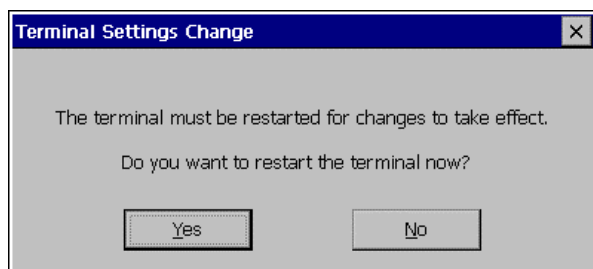 Terminal Settings Change
The terminal must be restarted for changes to take effect.
Do you want to restart the terminal now?
Yes
No